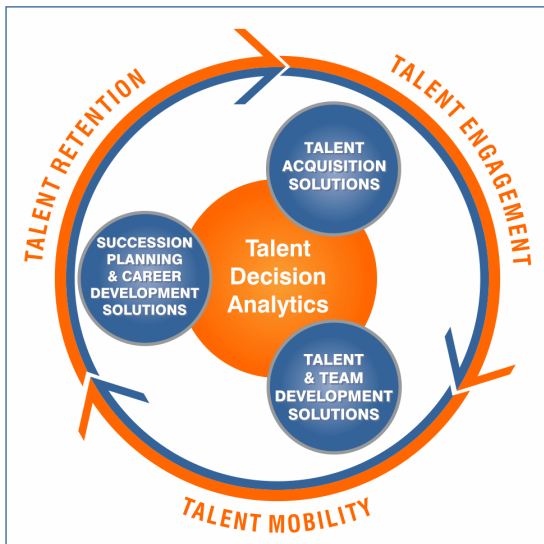 TALENT RETENTION
TALENT ENGAGEMENT
TALENT
ACQUISITION
SOLUTIONS
SUCCESSION
PLANNING
& CAREER
DEVELOPMENT
SOLUTIONS
Talent
Decision
Analytics
TALENT
& TEAM
DEVELOPMENT
SOLUTIONS
TALENT MOBILITY